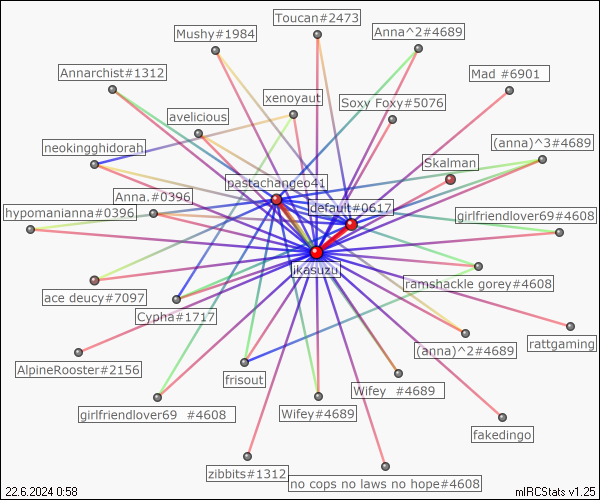 Toucan#2473
Mushy#1984
Anna^2#4689
Annarchist#1312
Mad #6901
xenoyaut
Soxy Foxy#5076
avelicious
neokingghidorah
(anna)^3#4689
Skalman
pastachangeo41
Anna.#0396
default#0617
hypomanianna#0396
girlfriendlover69#4608
ikasuzu
ramshackle gorey#4608
ace deucy#7097
Cypha#1717
rattgaming
(anna)^2#4689
AlpineRooster#2156
frisout
Wifey  #4689
girlfriendlover69  #4608
Wifey#4689
fakedingo
zibbits#1312
no cops no laws no hope#4608
22.6.2024 0:58
mIRCStats v1.25